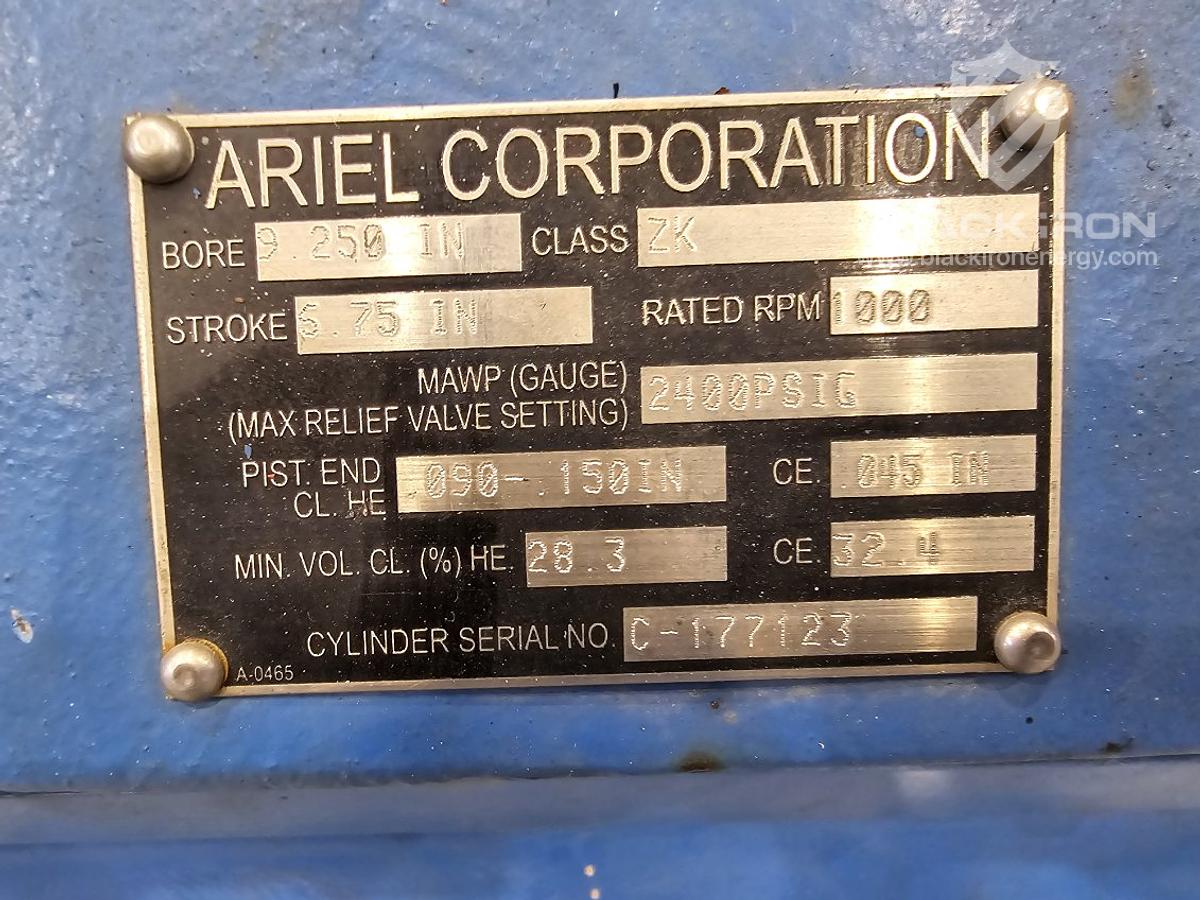 ARIEL CORPORATION
BORE 9.250 IN CLASS ZK
STROKE 6.75 IN RATED RPM 1000
MAWP (GAUGE)
(MAX RELIEF VALVE SETTING) 2400PSIG
PIST. END
CL. HE .090-.150IN CE. .045 IN
MIN. VOL. CL. (%) HE. 28.3 CE. 32.4
CYLINDER SERIAL NO. C-177123
A-0465
BLACKIRON
www.blackironenergy.com